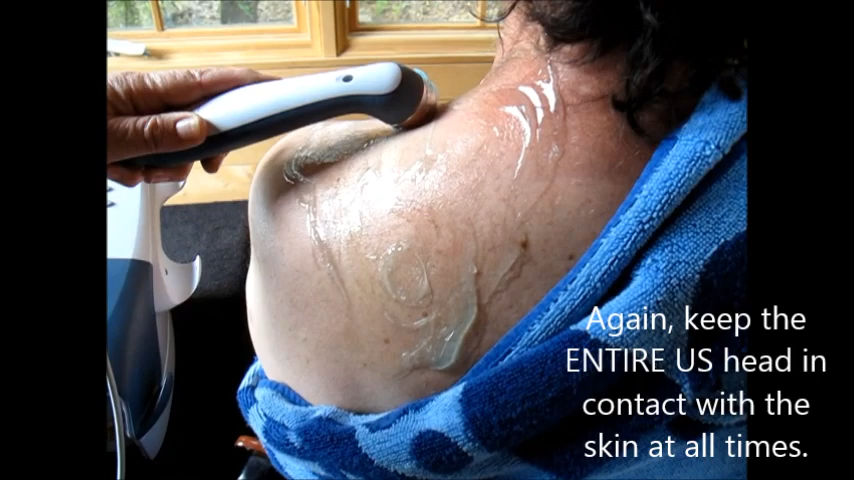 Again, keep the
ENTIRE US head in
contact with the
skin at all times.